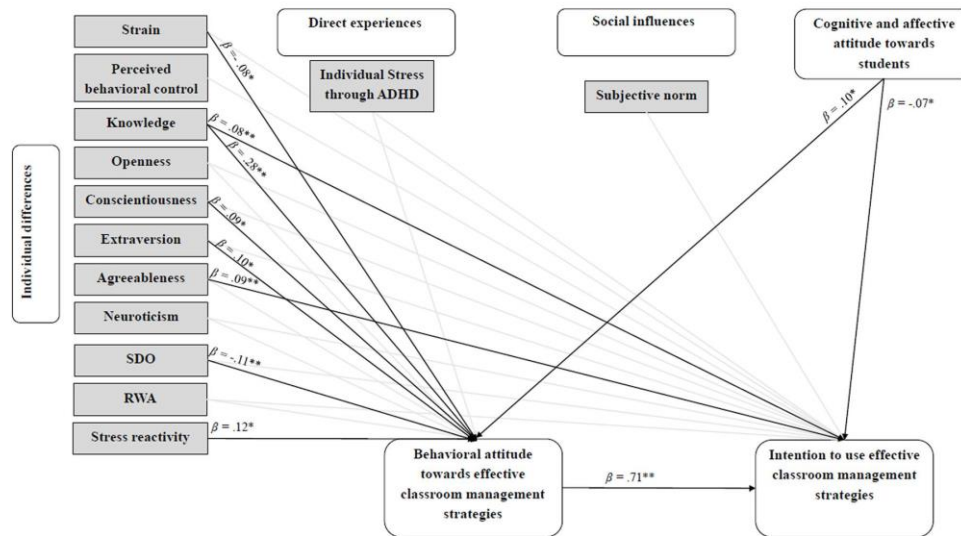 Direct experiences
Social influences
Cognitive and affective
attitude towards
students
Strain
Perceived
behavioral control
Knowledge
Openness
Conscientiousness
Extraversion
Agreeableness
Neuroticism
SDO
RWA
Stress reactivity
Individual differences
Individual Stress
through ADHD
Subjective norm
β =- .08*
β = .08**
β = .28**
β = .09*
β = .10*
β = .09**
β = -.11**
β = .12*
β = .10*
β = -.07*
Behavioral attitude
towards effective
classroom management
strategies
β = .71**
Intention to use effective
classroom management
strategies